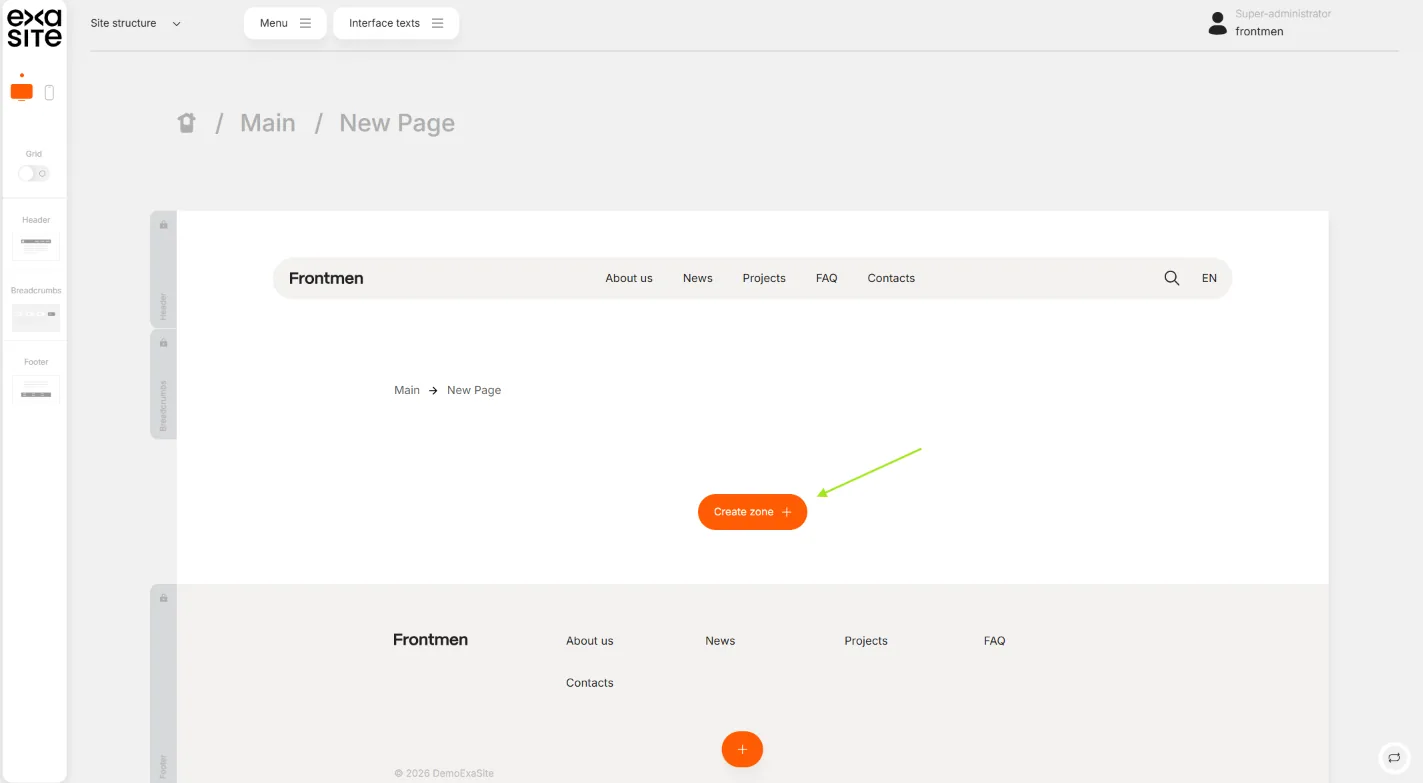 exa
site
Site structure
Menu
Interface texts
Super-administrator
frontmen
/ Main / New Page
Grid
Header
Breadcrumbs
Footer
Header
Frontmen
About us
News
Projects
FAQ
Contacts
EN
Breadcrumbs
Main → New Page
Create zone +
Footer
Frontmen
About us
News
Projects
FAQ
Contacts
+
© 2026 DemoExaSite